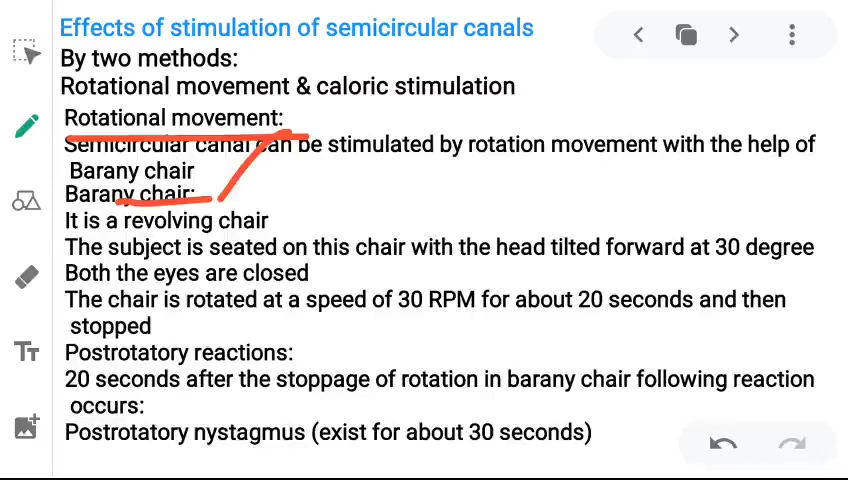 Effects of stimulation of semicircular canals
By two methods:
Rotational movement & caloric stimulation
Rotational movement:
Semicircular canal can be stimulated by rotation movement with the help of
Barany chair
Barany chair:
It is a revolving chair
The subject is seated on this chair with the head tilted forward at 30 degree
Both the eyes are closed
The chair is rotated at a speed of 30 RPM for about 20 seconds and then
stopped
Postrotatory reactions:
20 seconds after the stoppage of rotation in barany chair following reaction
occurs:
Postrotatory nystagmus (exist for about 30 seconds)
TT